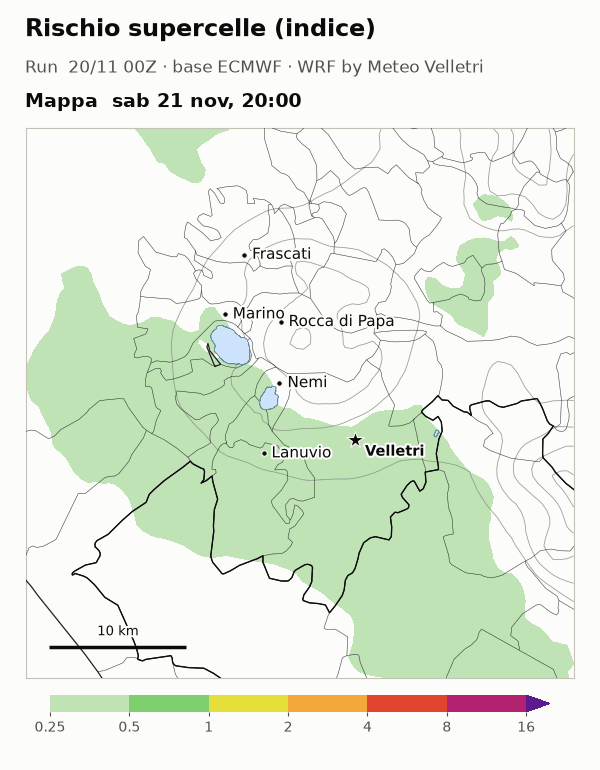 Rischio supercelle (indice)
Run  20/11 00Z · base ECMWF · WRF by Meteo Velletri
Mappa  sab 21 nov, 20:00
Frascati
Marino
Rocca di Papa
Nemi
Velletri
Lanuvio
10 km
0.25 0.5 1 2 4 8 16